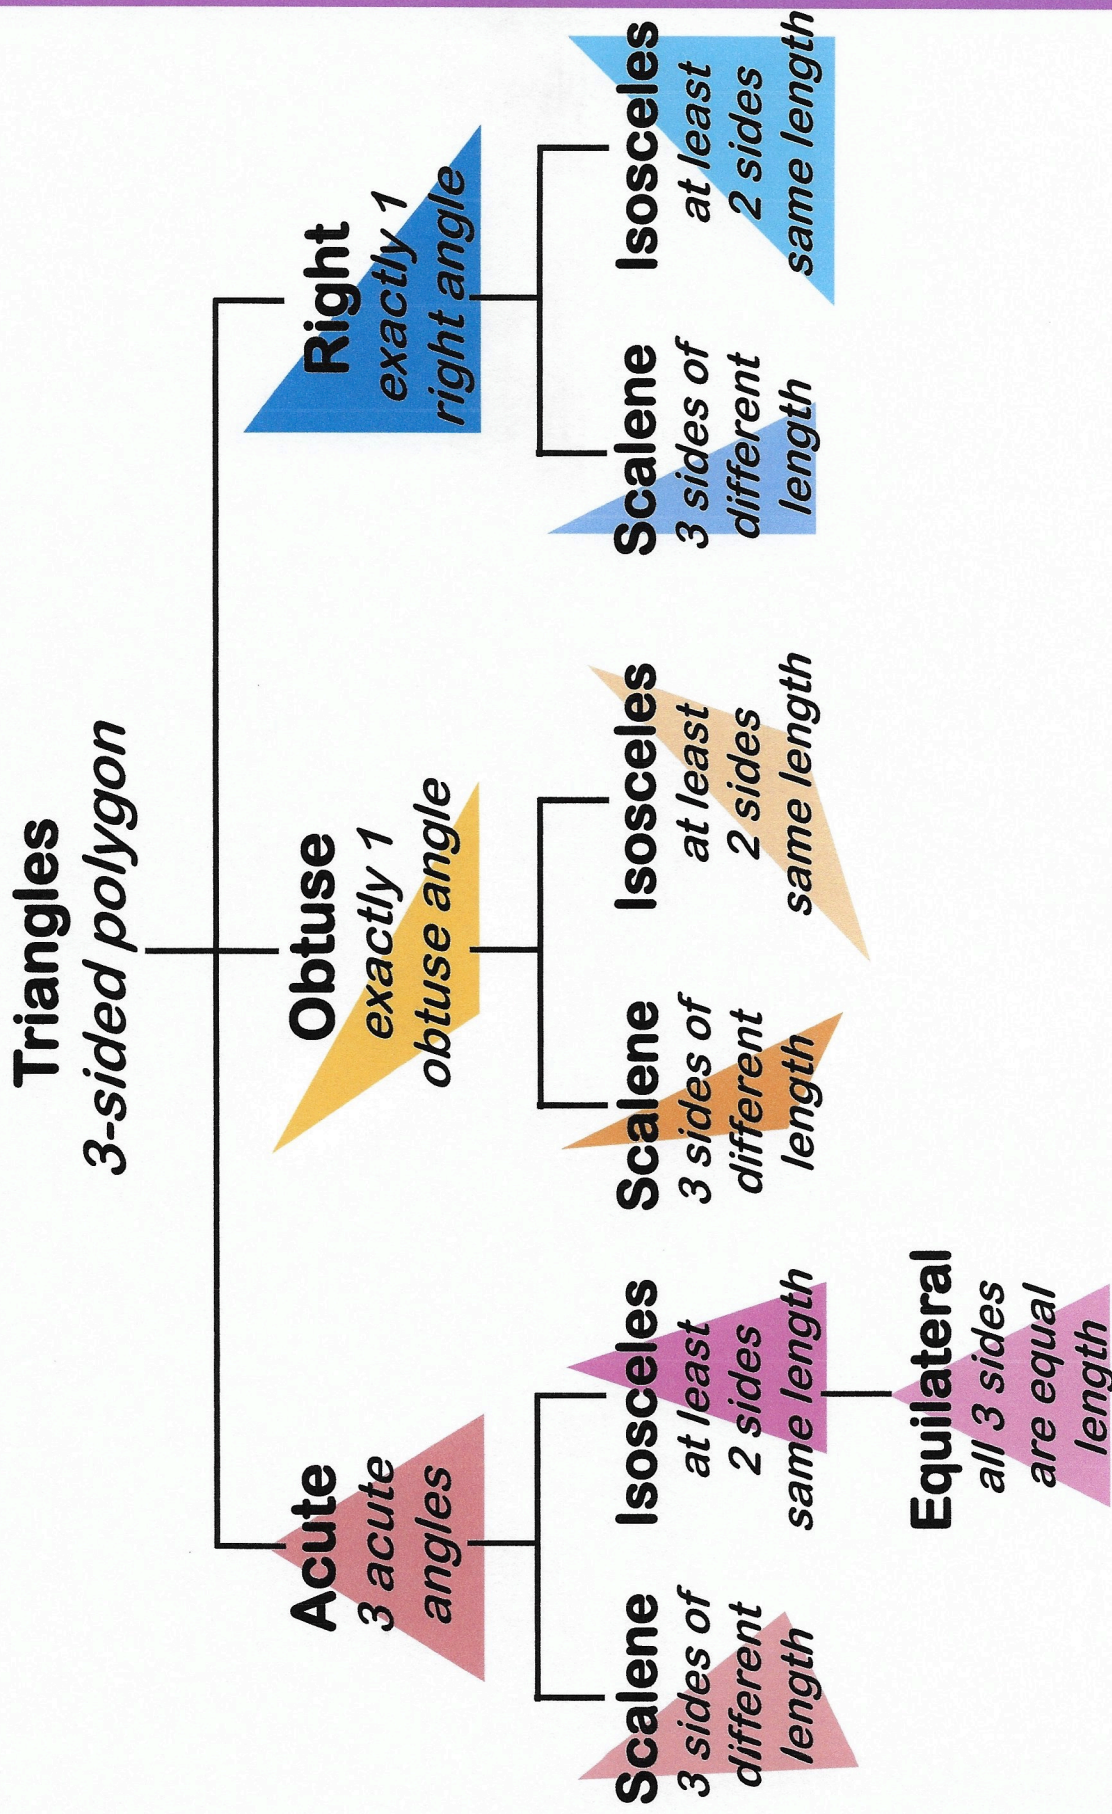 Triangles
3-sided polygon
Acute
3 acute
angles
Obtuse
exactly 1
obtuse angle
Right
exactly 1
right angle
Scalene
3 sides of
different
length
Isosceles
at least
2 sides
same length
Scalene
3 sides of
different
length
Isosceles
at least
2 sides
same length
Scalene
3 sides of
different
length
Isosceles
at least
2 sides
same length
Equilateral
all 3 sides
are equal
length